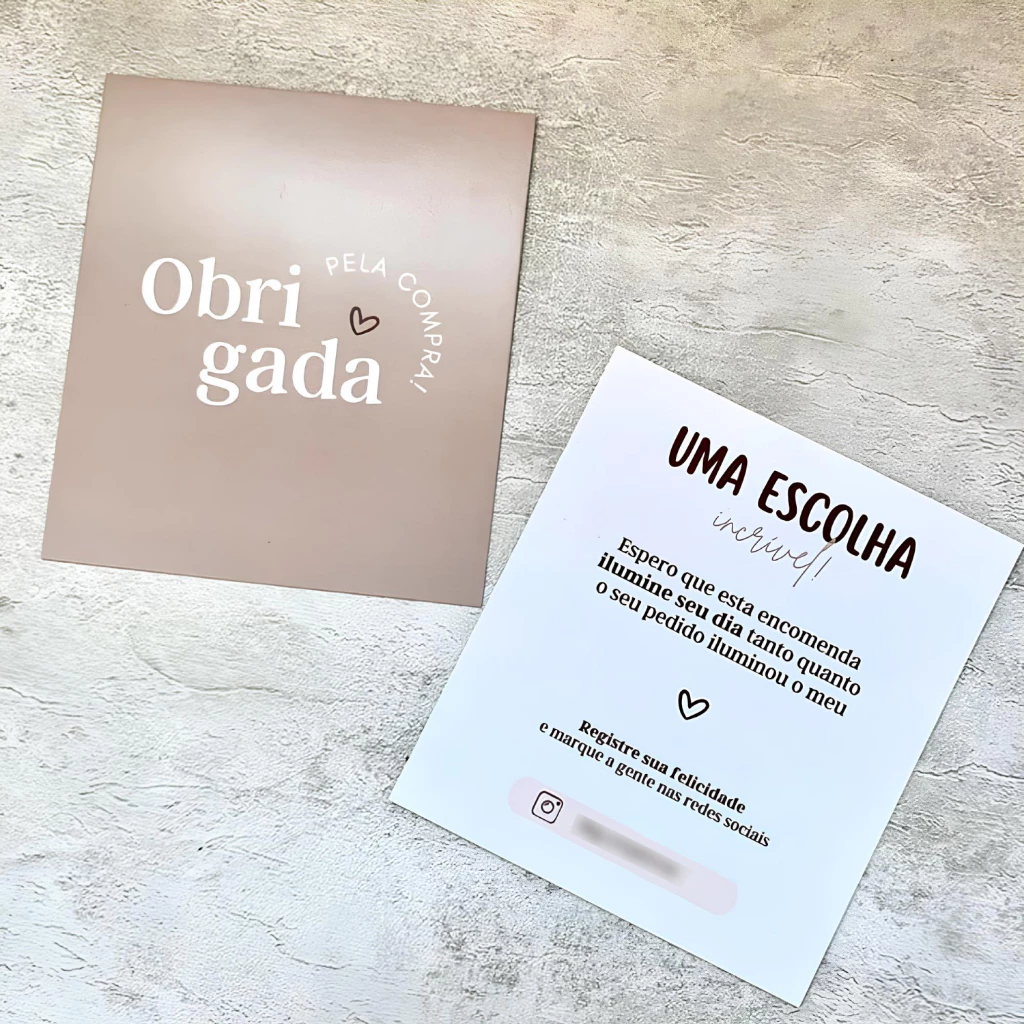 Obri
gada
PELA COMPRA!
UMA ESCOLHA
incrível!
Espero que esta encomenda
ilumine seu dia tanto quanto
o seu pedido iluminou o meu
Registre sua felicidade
e marque a gente nas redes sociais